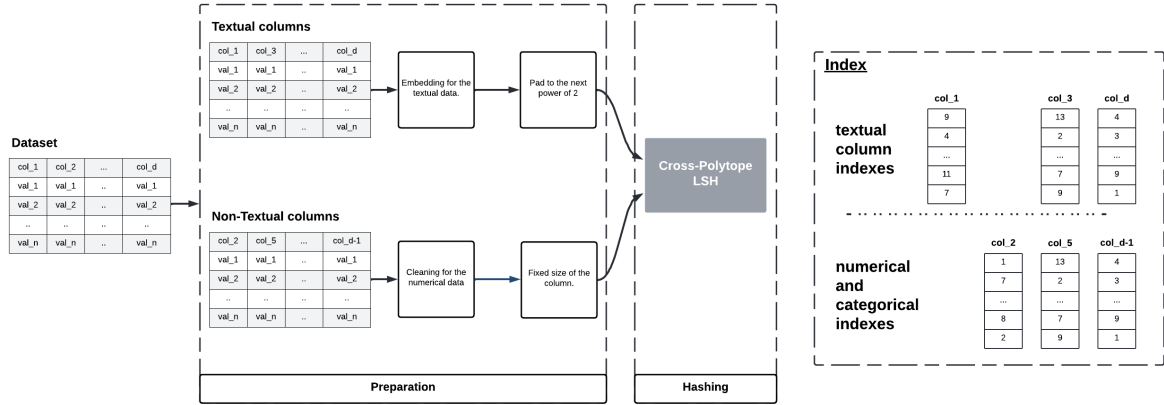 Dataset
col_1 col_2 ... col_d
val_1 val_1 .. val_1
val_2 val_2 .. val_2
.. .. .. ..
val_n val_n .. val_n
Textual columns
col_1 col_3 ... col_d
val_1 val_1 .. val_1
val_2 val_2 .. val_2
.. .. .. ..
val_n val_n .. val_n
Embedding for the
textual data.
Pad to the next
power of 2
Non-Textual columns
col_2 col_5 ... col_d-1
val_1 val_1 .. val_1
val_2 val_2 .. val_2
.. .. .. ..
val_n val_n .. val_n
Cleaning for the
numerical data
Fixed size of the
column.
Preparation
Cross-Polytope
LSH
Hashing
Index
textual
column
indexes
col_1 col_3 col_d
9 13 4
4 2 3
... ... ...
11 7 9
7 9 1
numerical
and
categorical
indexes
col_2 col_5 col_d-1
1 13 4
7 2 3
... ... ...
8 7 9
2 9 1